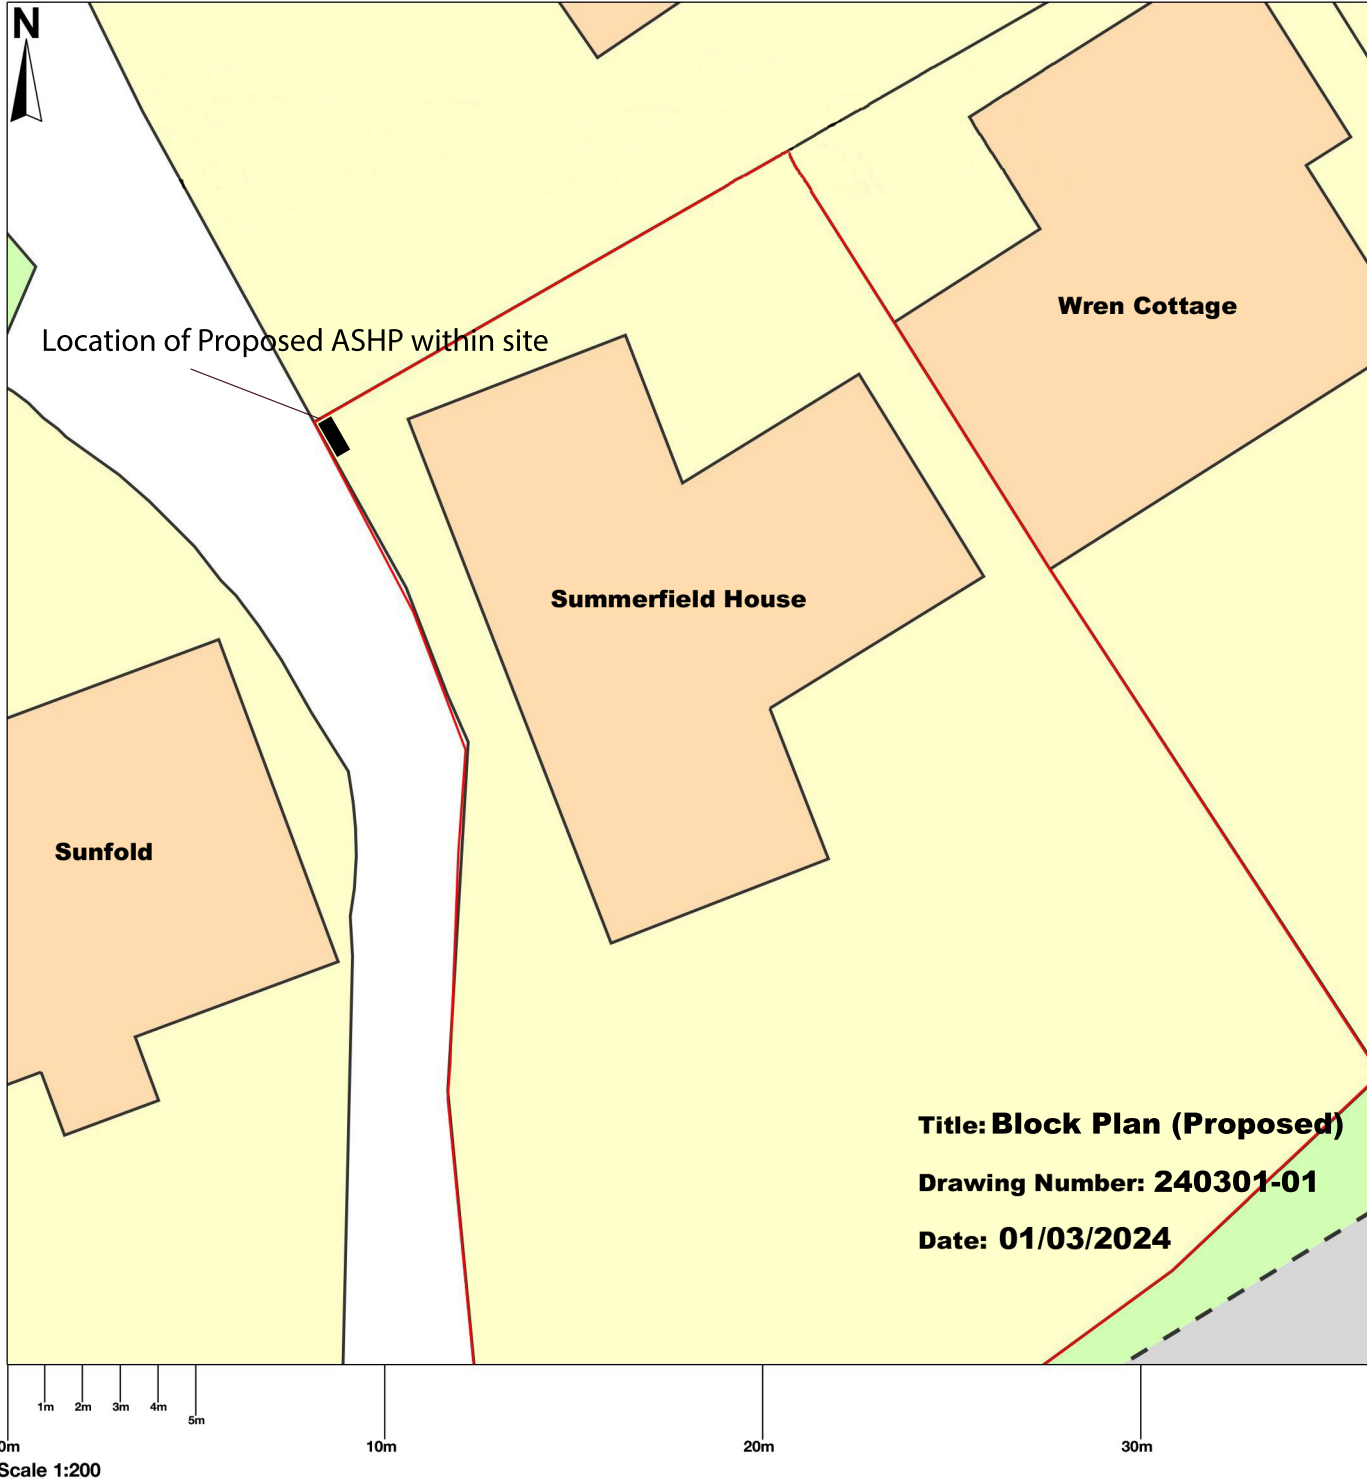 N
Location of Proposed ASHP within site
Wren Cottage
Summerfield House
Sunfold
Title: Block Plan (Proposed)
Drawing Number: 240301-01
Date: 01/03/2024
1m 2m 3m 4m
5m
0m 10m 20m 30m
Scale 1:200